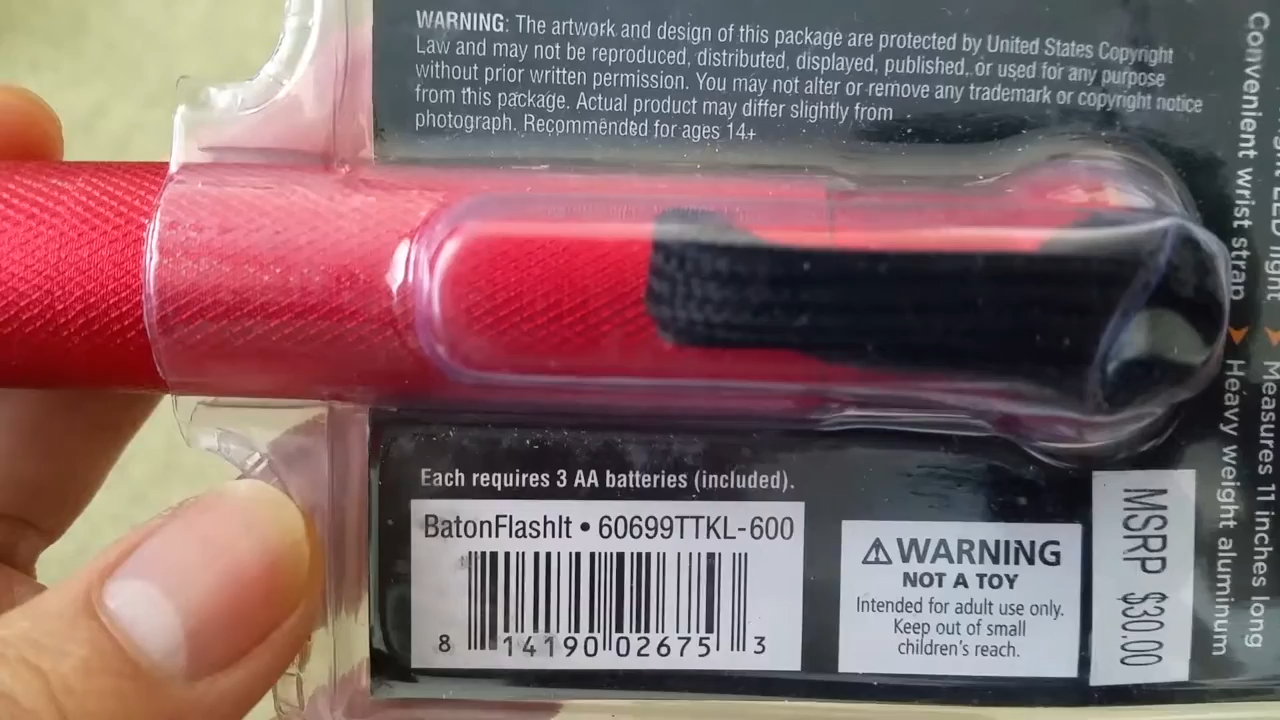 WARNING: The artwork and design of this package are protected by United States Copyright
Law and may not be reproduced, distributed, displayed, published, or used for any purpose
without prior written permission. You may not alter or remove any trademark or copyright notice
from this package. Actual product may differ slightly from
photograph. Recommended for ages 14+
Each requires 3 AA batteries (included).
BatonFlashlt • 60699TTKL-600
8 14190 02675 3
WARNING
NOT A TOY
Intended for adult use only.
Keep out of small
children's reach.
MSRP $30.00
LED light
Measures 11 inches long
Convenient wrist strap
Heavy weight aluminum